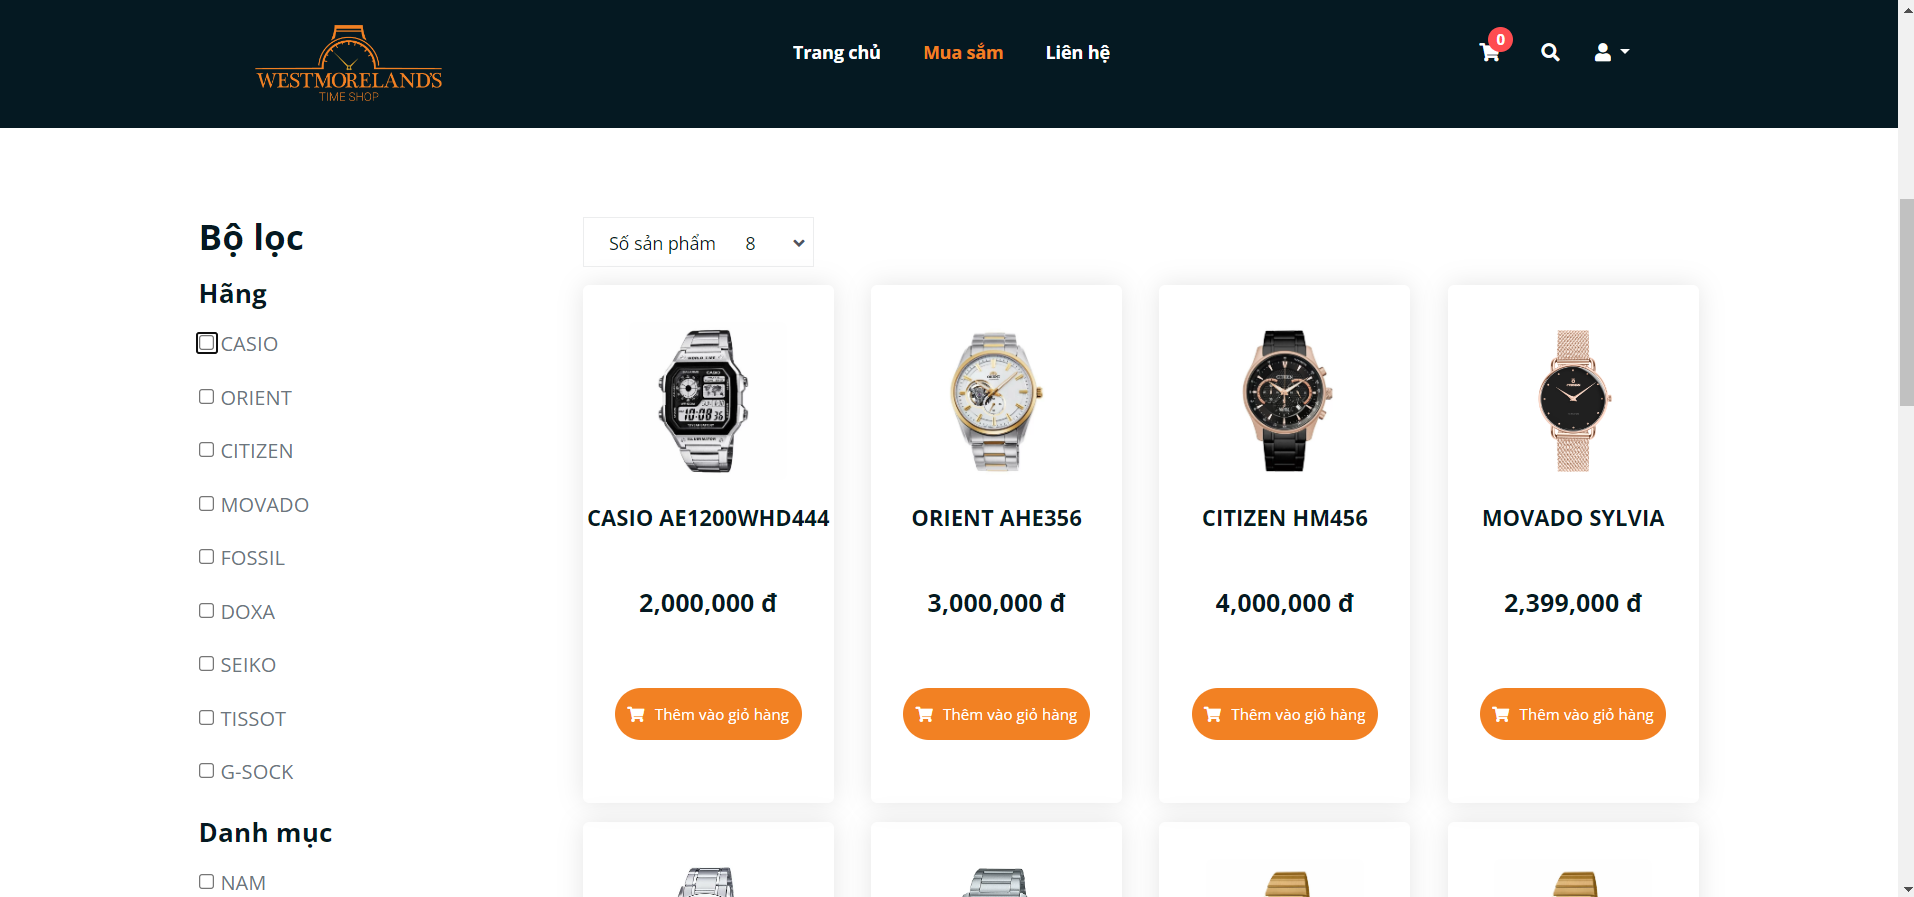 WESTMORELAND'S
TIME SHOP
Trang chủ
Mua sắm
Liên hệ
0
Bộ lọc
Hãng
CASIO
ORIENT
CITIZEN
MOVADO
FOSSIL
DOXA
SEIKO
TISSOT
G-SOCK
Danh mục
NAM
Số sản phẩm 8
CASIO AE1200WHD444
2,000,000 đ
Thêm vào giỏ hàng
ORIENT AHE356
3,000,000 đ
Thêm vào giỏ hàng
CITIZEN HM456
4,000,000 đ
Thêm vào giỏ hàng
MOVADO SYLVIA
2,399,000 đ
Thêm vào giỏ hàng